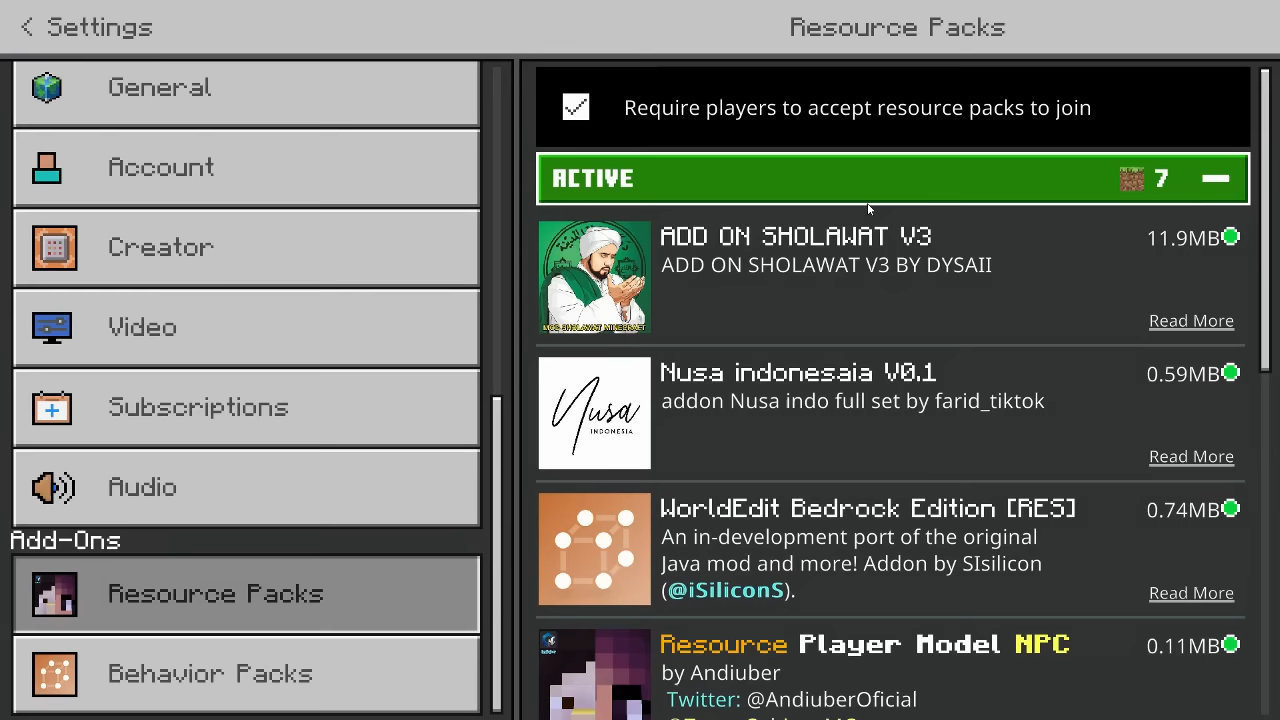 Settings
Resource Packs
General
Account
Creator
Video
Subscriptions
Audio
Add-Ons
Resource Packs
Behavior Packs
Require players to accept resource packs to join
ACTIVE
7
ADD ON SHOLAWAT V3
11.9MB
ADD ON SHOLAWAT V3 BY DYSAII
MOD SHOLAWAT MINECRAFT
Read More
Nusa indonesaia V0.1
0.59MB
addon Nusa indo full set by farid_tiktok
Nusa
INDONESIA
Read More
WorldEdit Bedrock Edition [RES]
0.74MB
An in-development port of the original
Java mod and more! Addon by SIsilicon
(@iSiliconS).
Read More
Resource Player Model NPC
0.11MB
by Andiuber
Twitter: @AndiuberOficial